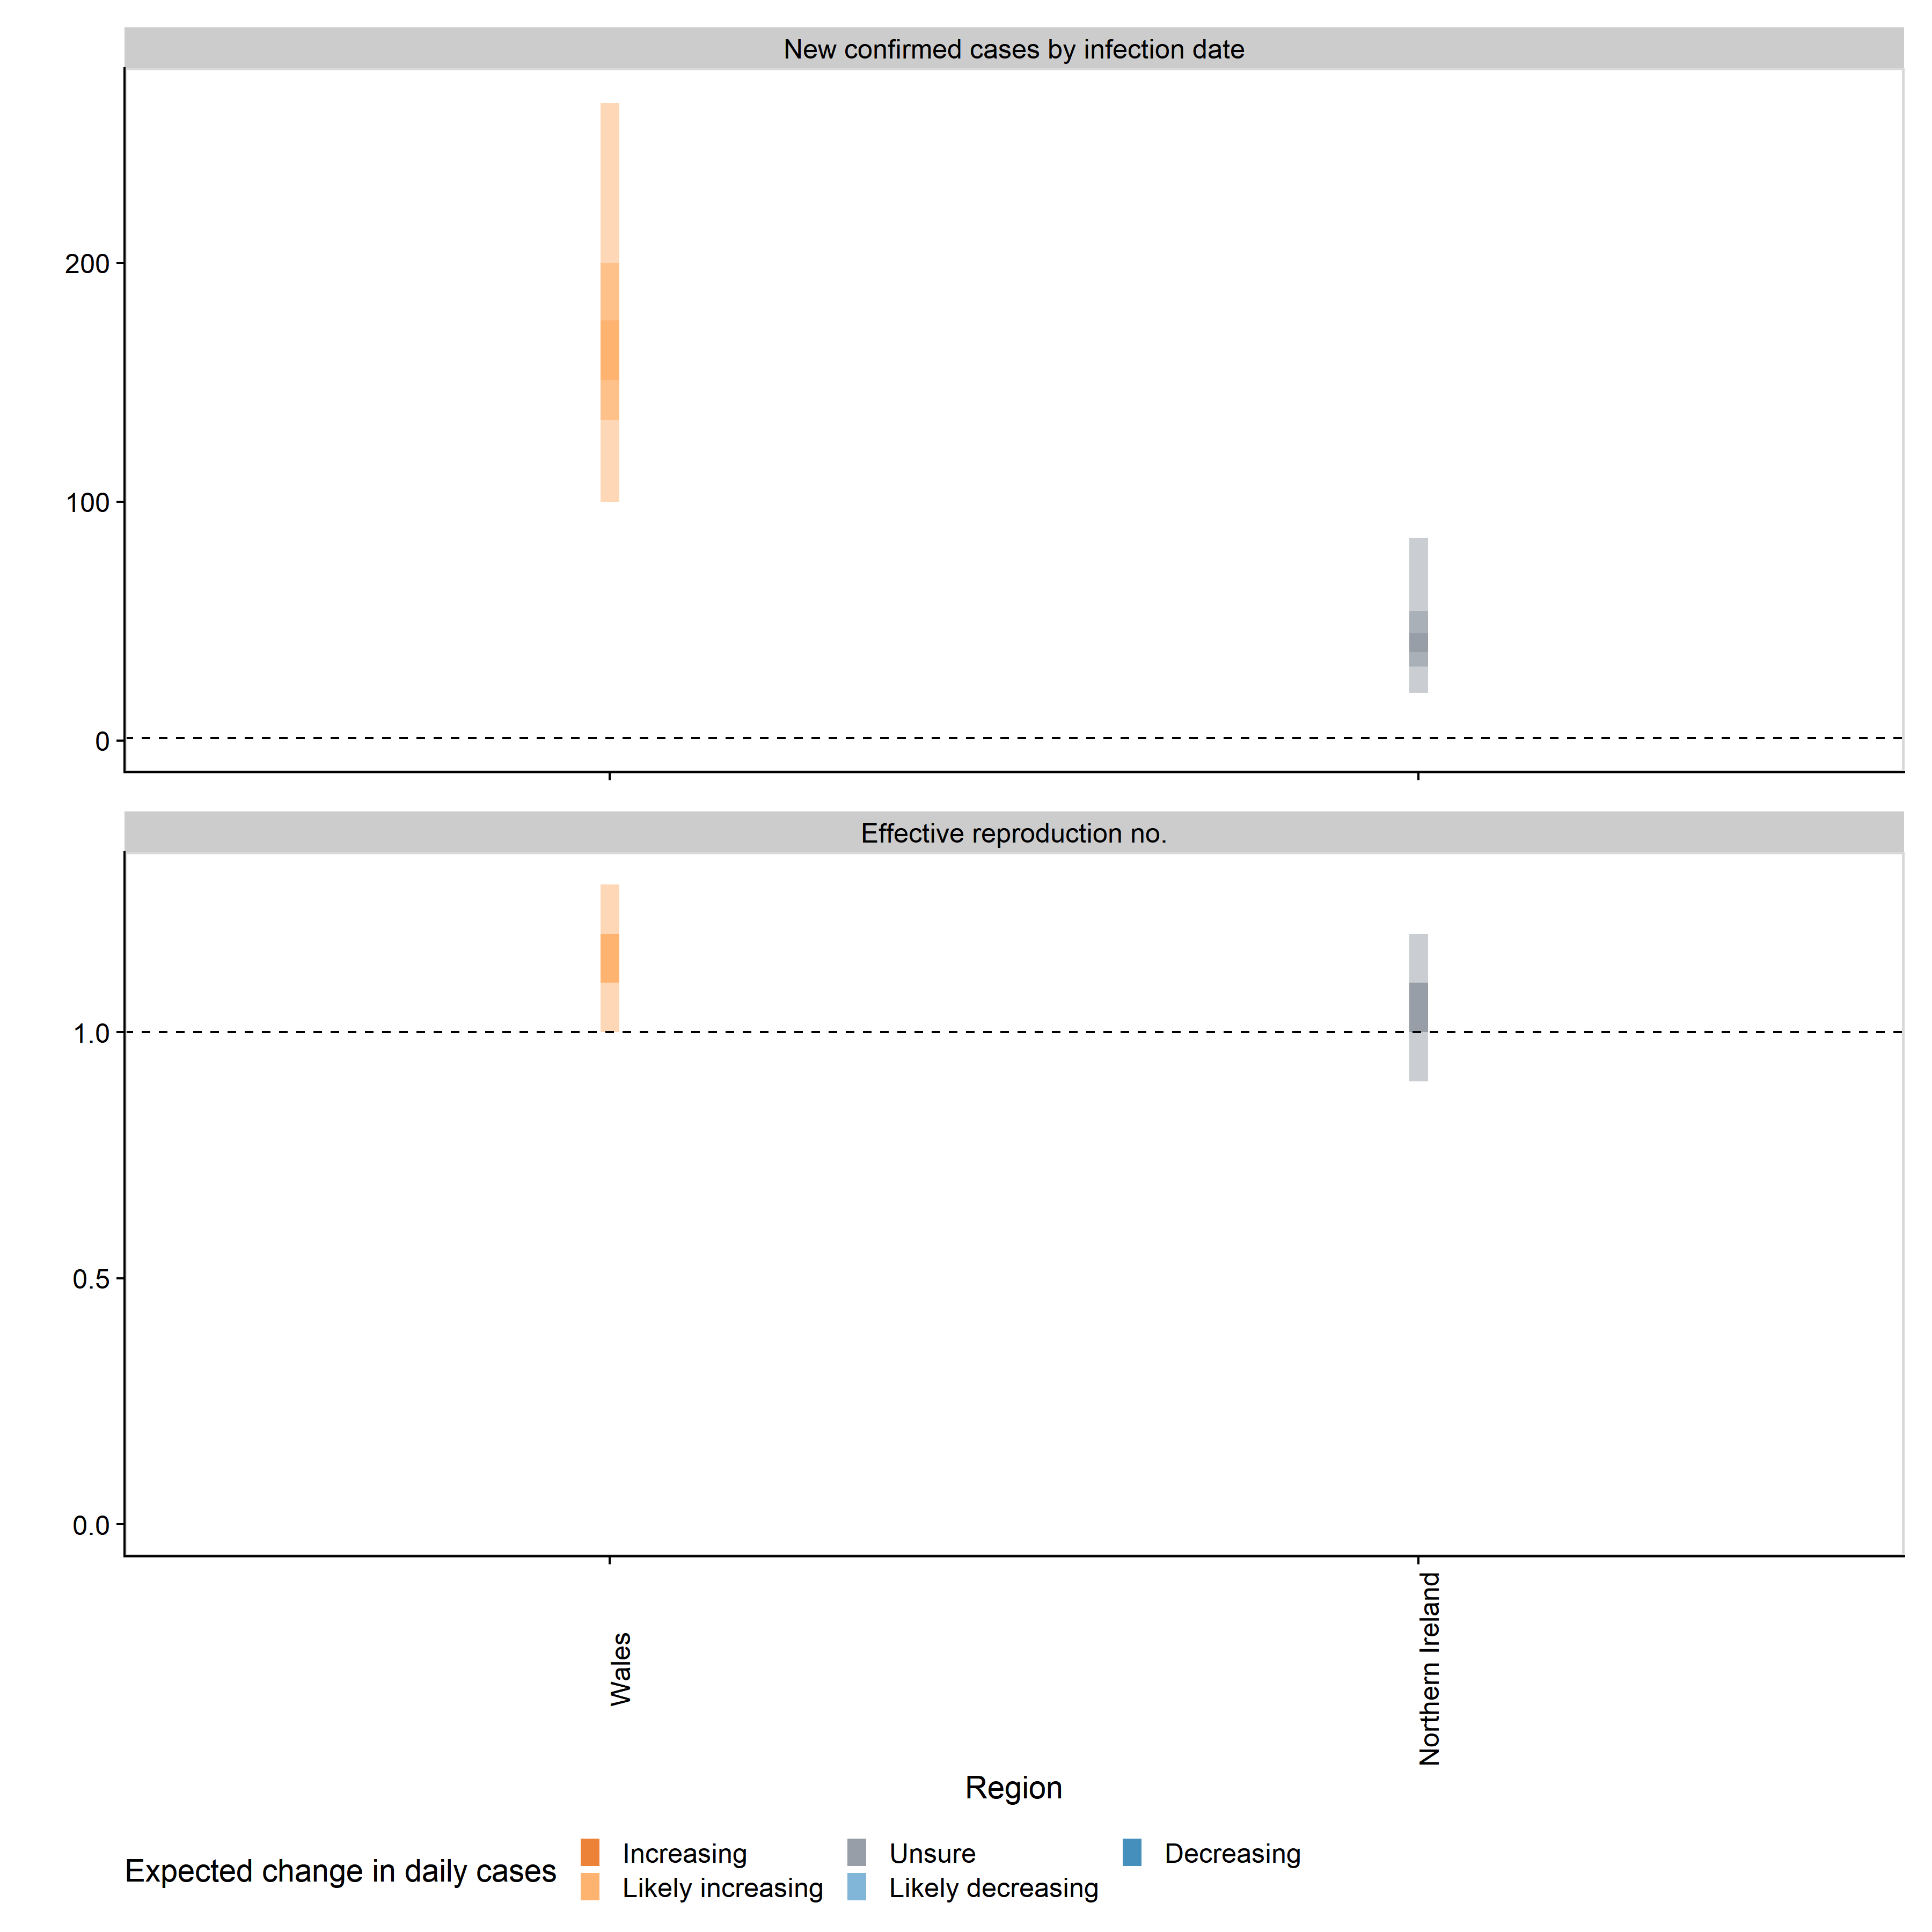 New confirmed cases by infection date
200
100
0
Effective reproduction no.
1.0
0.5
0.0
Wales
Northern Ireland
Region
Expected change in daily cases
Increasing
Unsure
Decreasing
Likely increasing
Likely decreasing